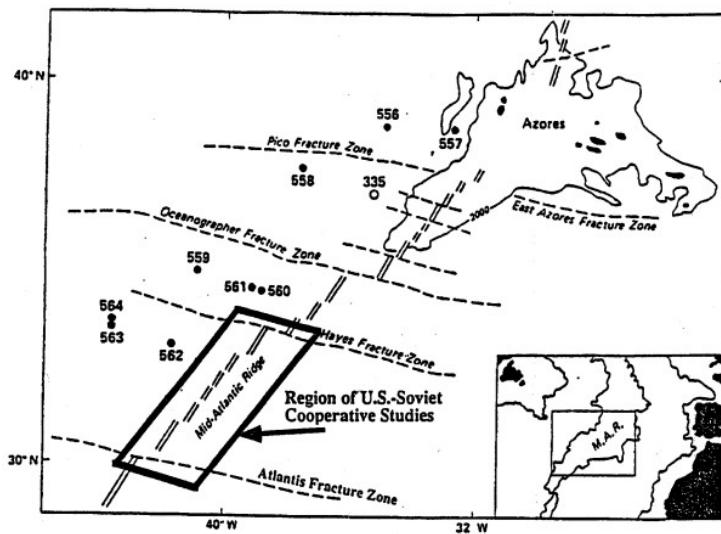 40° N
556
557
Azores
Pico Fracture Zone
558
335
2000
East Azores
Fracture Zone
Oceanographer Fracture Zone
559
561
560
564
563
562
Hayes Fracture Zone
Mid-Atlantic Ridge
Region of U.S.-Soviet
Cooperative Studies
M.A.R.
30° N
Atlantis Fracture Zone
40° W
32° W